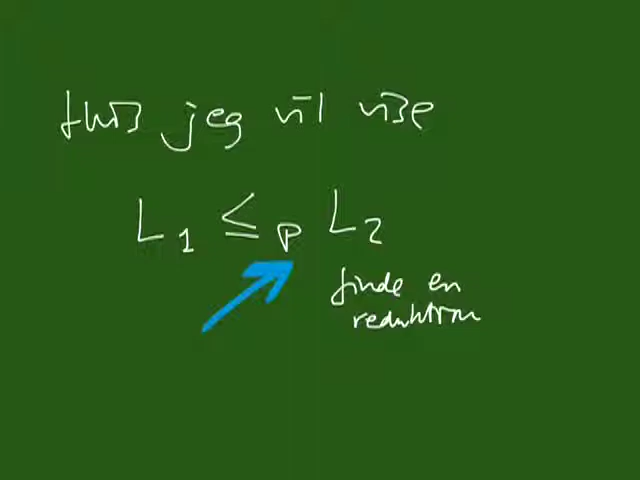 Hvis jeg vil vise
L₁ ≤ₚ L₂
finde en
reduktion